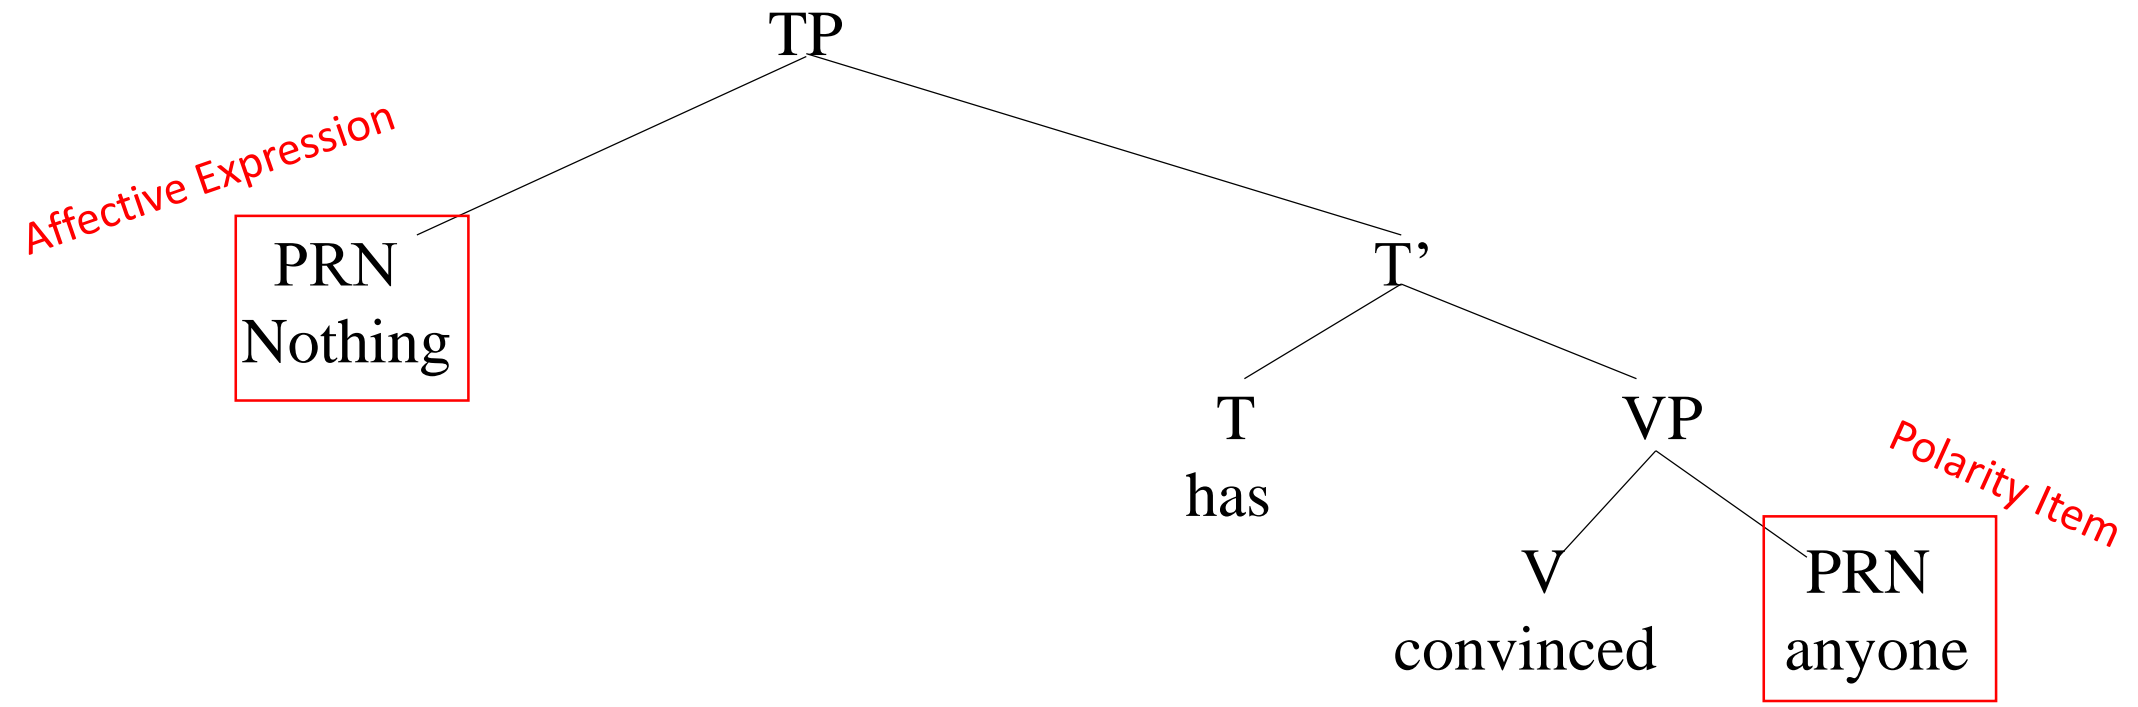 TP
Affective Expression
PRN
Nothing
T’
T
has
VP
Polarity Item
V
convinced
PRN
anyone